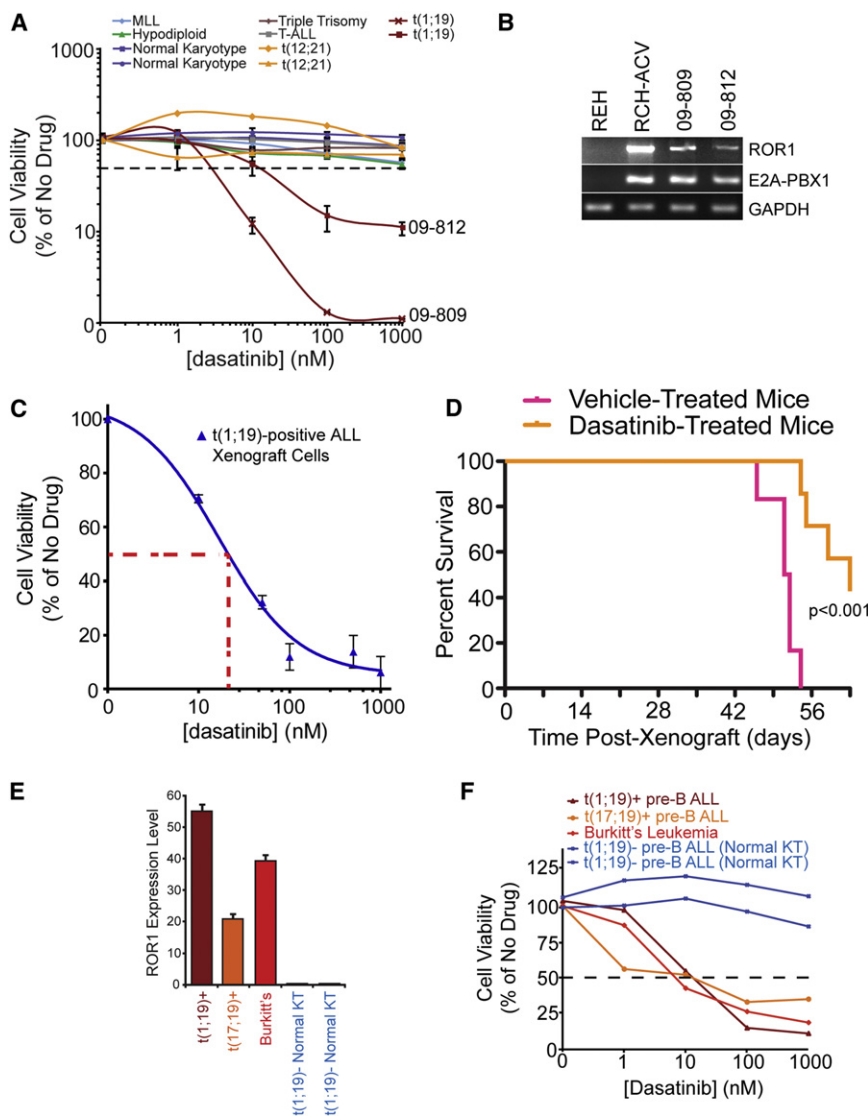 A
MLL
Hypodiploid
Normal Karyotype
Normal Karyotype
Triple Trisomy
T-ALL
t(12;21)
t(12;21)
t(1;19)
t(1;19)
Cell Viability
(% of No Drug)
1000
100
100
10
0
09-812
09-809
0 1 10 100 1000
[dasatinib] (nM)
B
REH
RCH-ACV
09-809
09-812
ROR1
E2A-PBX1
GAPDH
C
t(1;19)-positive ALL
Xenograft Cells
Cell Viability
(% of No Drug)
100
80
60
40
20
0
0 10 100 1000
[dasatinib] (nM)
D
Vehicle-Treated Mice
Dasatinib-Treated Mice
Percent Survival
100
80
60
40
20
0
p<0.001
0 14 28 42 56
Time Post-Xenograft (days)
E
ROR1 Expression Level
60
50
40
30
20
10
0
t(1;19)+
t(17;19)+
Burkitt's
t(1;19)- Normal KT
t(1;19)- Normal KT
F
t(1;19)+ pre-B ALL
t(17;19)+ pre-B ALL
Burkitt's Leukemia
t(1;19)- pre-B ALL (Normal KT)
t(1;19)- pre-B ALL (Normal KT)
Cell Viability
(% of No Drug)
125
100
75
50
25
0
0 1 10 100 1000
[Dasatinib] (nM)